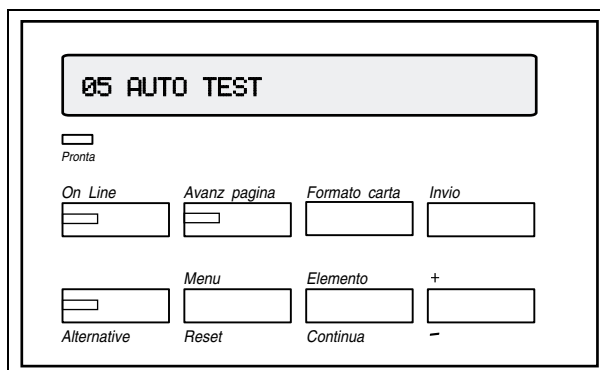 05 AUTO TEST
Pronta
On Line Avanz pagina Formato carta Invio
Menu Elemento +
Alternative Reset Continua −